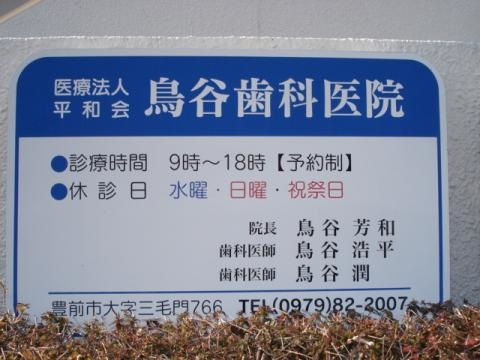 医療法人
平和会
鳥谷歯科医院
●診療時間 9時～18時【予約制】
●休診日 水曜・日曜・祝祭日
院長 鳥谷 芳和
歯科医師 鳥谷 浩平
歯科医師 鳥谷 潤
豊前市大字三毛門766 TEL(0979)82-2007